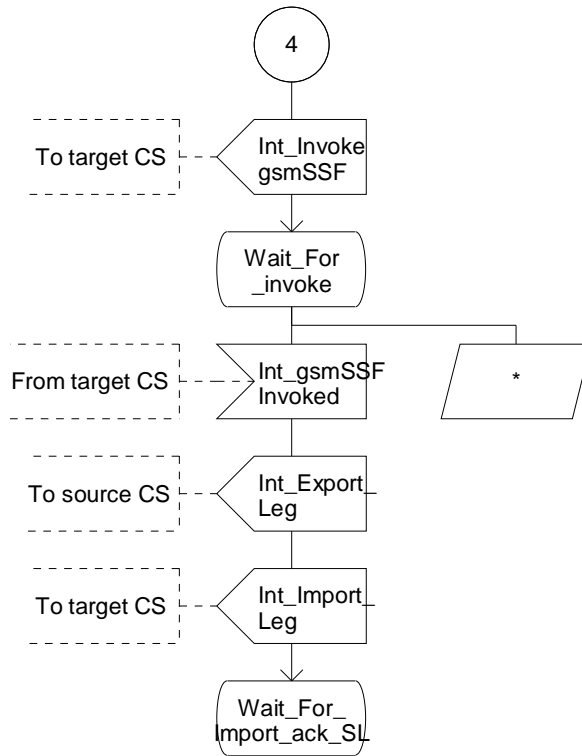 4
To target CS
Int_Invoke
gsmSSF
Wait_For
_invoke
From target CS
Int_gsmSSF
Invoked
*
To source CS
Int_Export_
Leg
To target CS
Int_Import_
Leg
Wait_For_
Import_ack_SL